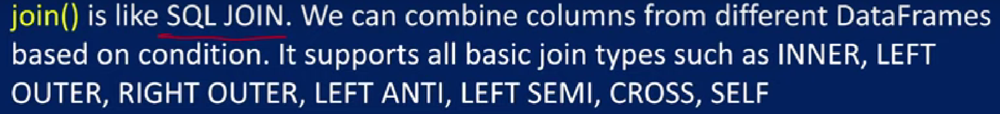 join() is like SQL JOIN. We can combine columns from different DataFrames
based on condition. It supports all basic join types such as INNER, LEFT
OUTER, RIGHT OUTER, LEFT ANTI, LEFT SEMI, CROSS, SELF